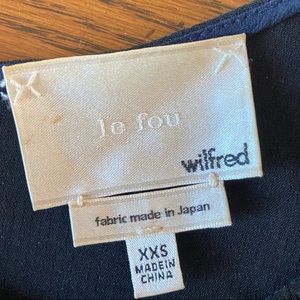 le fou
wilfred
fabric made in Japan
XXS
MADE IN
CHINA